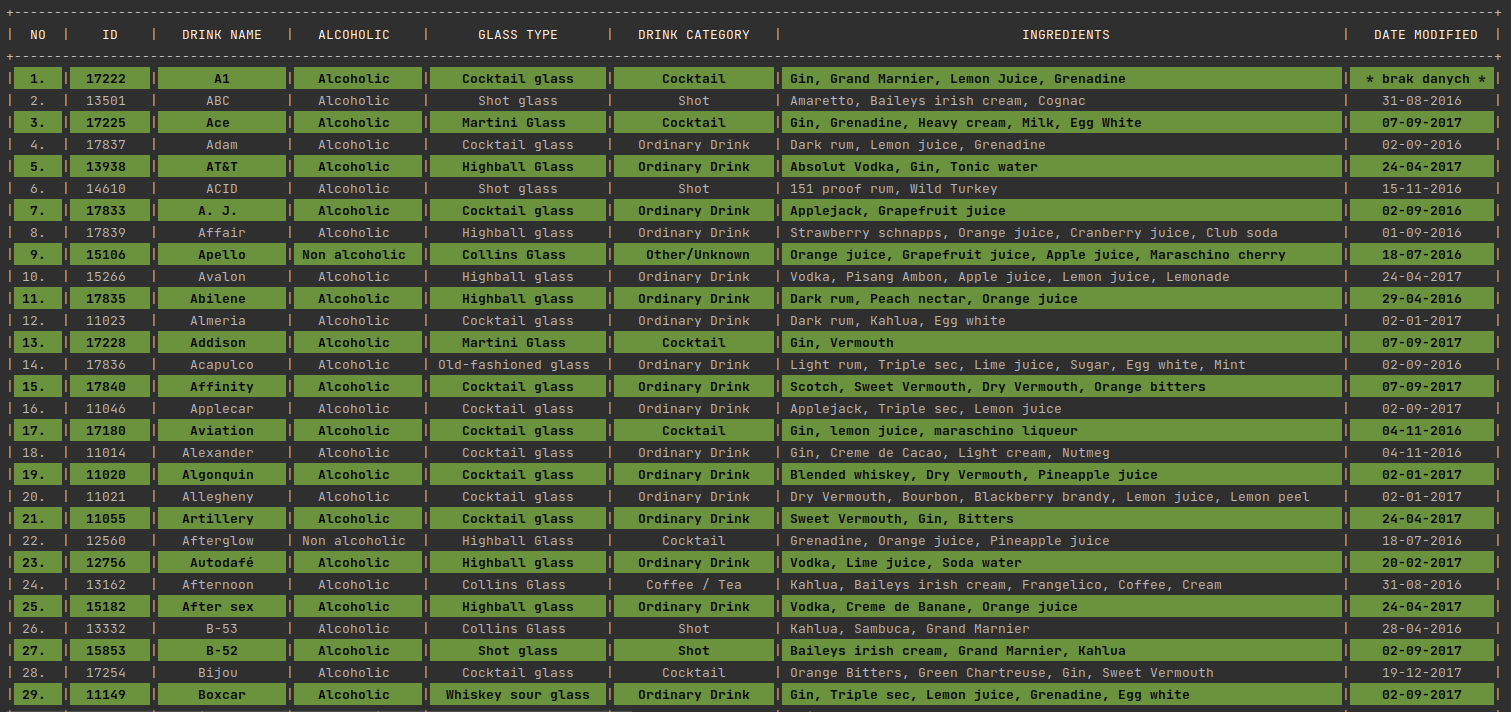 NO | ID | DRINK NAME | ALCOHOLIC | GLASS TYPE | DRINK CATEGORY | INGREDIENTS | DATE MODIFIED
1. | 17222 | A1 | Alcoholic | Cocktail glass | Cocktail | Gin, Grand Marnier, Lemon Juice, Grenadine | * brak danych *
2. | 13501 | ABC | Alcoholic | Shot glass | Shot | Amaretto, Baileys irish cream, Cognac | 31-08-2016
3. | 17225 | Ace | Alcoholic | Martini Glass | Cocktail | Gin, Grenadine, Heavy cream, Milk, Egg White | 07-09-2017
4. | 17837 | Adam | Alcoholic | Cocktail glass | Ordinary Drink | Dark rum, Lemon juice, Grenadine | 02-09-2016
5. | 13938 | AT&T | Alcoholic | Highball Glass | Ordinary Drink | Absolut Vodka, Gin, Tonic water | 24-04-2017
6. | 14610 | ACID | Alcoholic | Shot glass | Shot | 151 proof rum, Wild Turkey | 15-11-2016
7. | 17833 | A. J. | Alcoholic | Cocktail glass | Ordinary Drink | Applejack, Grapefruit juice | 02-09-2016
8. | 17839 | Affair | Alcoholic | Highball glass | Ordinary Drink | Strawberry schnapps, Orange juice, Cranberry juice, Club soda | 01-09-2016
9. | 15106 | Apello | Non alcoholic | Collins Glass | Other/Unknown | Orange juice, Grapefruit juice, Apple juice, Maraschino cherry | 18-07-2016
10. | 15266 | Avalon | Alcoholic | Highball glass | Ordinary Drink | Vodka, Pisang Ambon, Apple juice, Lemon juice, Lemonade | 24-04-2017
11. | 17835 | Abilene | Alcoholic | Highball glass | Ordinary Drink | Dark rum, Peach nectar, Orange juice | 29-04-2016
12. | 11023 | Almeria | Alcoholic | Cocktail glass | Ordinary Drink | Dark rum, Kahlua, Egg white | 02-01-2017
13. | 17228 | Addison | Alcoholic | Martini Glass | Cocktail | Gin, Vermouth | 07-09-2017
14. | 17836 | Acapulco | Alcoholic | Old-fashioned glass | Ordinary Drink | Light rum, Triple sec, Lime juice, Sugar, Egg white, Mint | 02-09-2016
15. | 17840 | Affinity | Alcoholic | Cocktail glass | Ordinary Drink | Scotch, Sweet Vermouth, Dry Vermouth, Orange bitters | 07-09-2017
16. | 11046 | Applecar | Alcoholic | Cocktail glass | Ordinary Drink | Applejack, Triple sec, Lemon juice | 02-09-2017
17. | 17180 | Aviation | Alcoholic | Cocktail glass | Cocktail | Gin, lemon juice, maraschino liqueur | 04-11-2016
18. | 11014 | Alexander | Alcoholic | Cocktail glass | Ordinary Drink | Gin, Creme de Cacao, Light cream, Nutmeg | 04-11-2016
19. | 11020 | Algonquin | Alcoholic | Cocktail glass | Ordinary Drink | Blended whiskey, Dry Vermouth, Pineapple juice | 02-01-2017
20. | 11021 | Allegheny | Alcoholic | Cocktail glass | Ordinary Drink | Dry Vermouth, Bourbon, Blackberry brandy, Lemon juice, Lemon peel | 02-01-2017
21. | 11055 | Artillery | Alcoholic | Cocktail glass | Ordinary Drink | Sweet Vermouth, Gin, Bitters | 24-04-2017
22. | 12560 | Afterglow | Non alcoholic | Highball Glass | Cocktail | Grenadine, Orange juice, Pineapple juice | 18-07-2016
23. | 12756 | Autodafé | Alcoholic | Highball glass | Ordinary Drink | Vodka, Lime juice, Soda water | 20-02-2017
24. | 13162 | Afternoon | Alcoholic | Collins Glass | Coffee / Tea | Kahlua, Baileys irish cream, Frangelico, Coffee, Cream | 31-08-2016
25. | 15182 | After sex | Alcoholic | Highball glass | Ordinary Drink | Vodka, Creme de Banane, Orange juice | 24-04-2017
26. | 13332 | B-53 | Alcoholic | Collins Glass | Shot | Kahlua, Sambuca, Grand Marnier | 28-04-2016
27. | 15853 | B-52 | Alcoholic | Shot glass | Shot | Baileys irish cream, Grand Marnier, Kahlua | 02-09-2017
28. | 17254 | Bijou | Alcoholic | Cocktail glass | Cocktail | Orange Bitters, Green Chartreuse, Gin, Sweet Vermouth | 19-12-2017
29. | 11149 | Boxcar | Alcoholic | Whiskey sour glass | Ordinary Drink | Gin, Triple sec, Lemon juice, Grenadine, Egg white | 02-09-2017